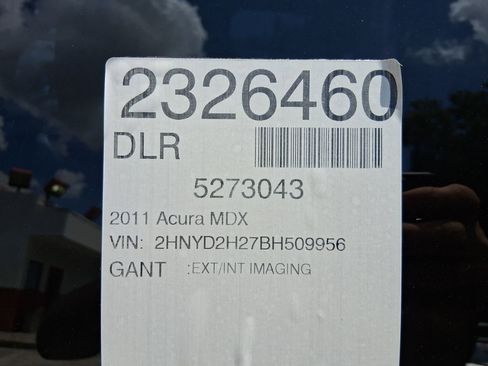 2326460
DLR
5273043
2011 Acura MDX
VIN: 2HNYD2H27BH509956
GANT :EXT/INT IMAGING